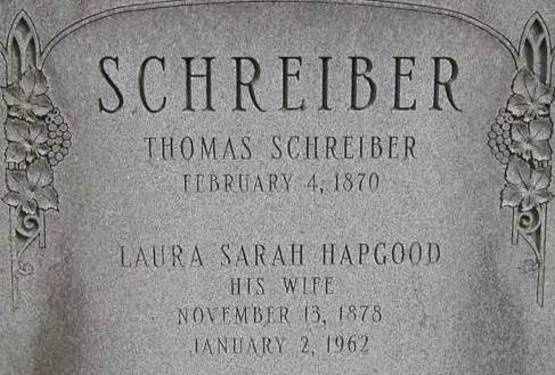 SCHREIBER
THOMAS SCHREIBER
FEBRUARY 4, 1870
LAURA SARAH HAPGOOD
HIS WIFE
NOVEMBER 13, 1878
JANUARY 2, 1962